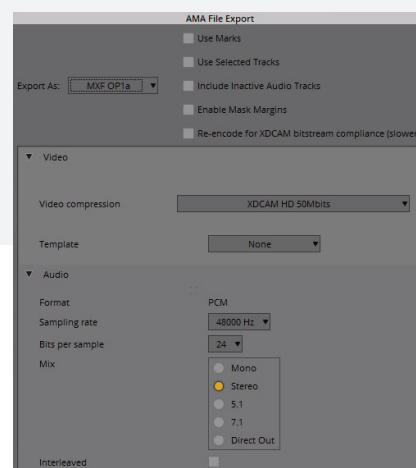 AMA File Export
Use Marks
Use Selected Tracks
Export As: MXF OP1a Include Inactive Audio Tracks
Enable Mask Margins
Re-encode for XDCAM bitstream compliance (slower
Video
Video compression XDCAM HD 50Mbits
Template None
Audio
Format PCM
Sampling rate 48000 Hz
Bits per sample 24
Mix Mono
Stereo
5.1
7.1
Direct Out
Interleaved